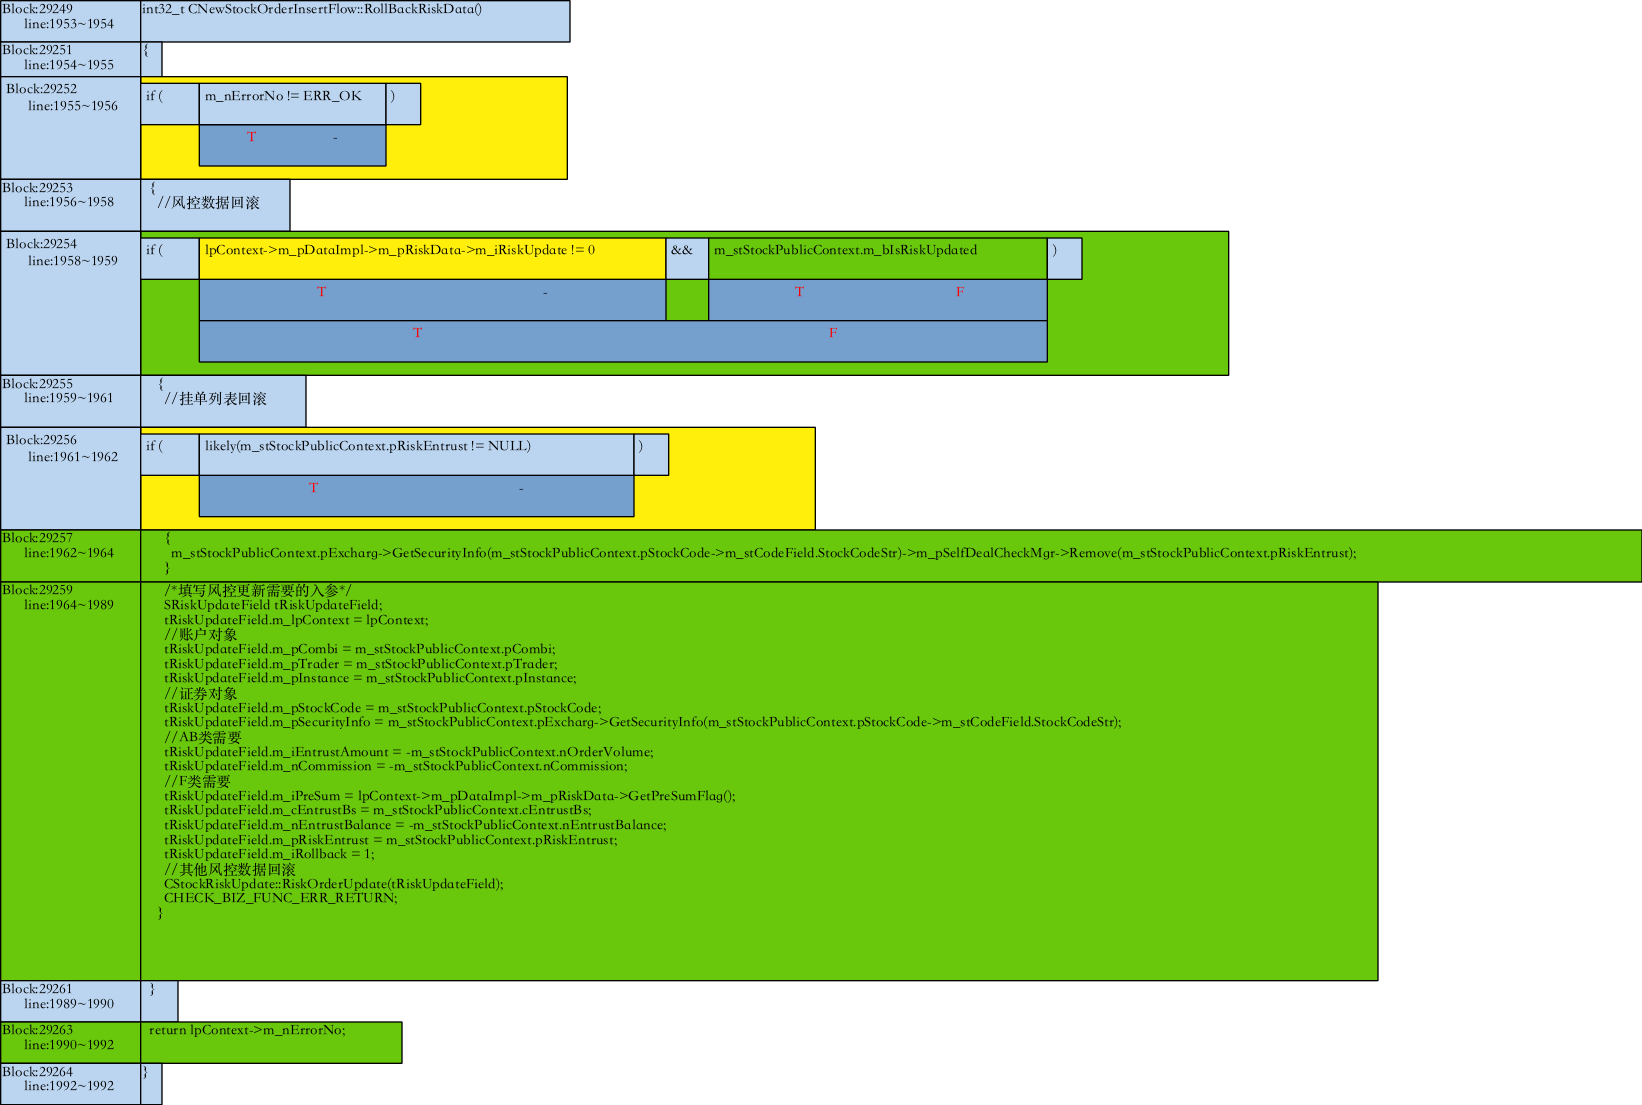 Block:29249
line:1953~1954
int32_t CNewStockOrderInsertFlow::RollBackRiskData()
Block:29251
line:1954~1955
{
Block:29252
line:1955~1956
if (
m_nErrorNo != ERR_OK
)
T
-
Block:29253
line:1956~1958
{
//风控数据回滚
Block:29254
line:1958~1959
if (
lpContext->m_pDataImpl->m_pRiskData->m_iRiskUpdate != 0
&&
m_stStockPublicContext.m_bIsRiskUpdated
)
T
-
T
F
T
F
Block:29255
line:1959~1961
{
//挂单列表回滚
Block:29256
line:1961~1962
if (
likely(m_stStockPublicContext.pRiskEntrust != NULL)
)
T
-
Block:29257
line:1962~1964
{
m_stStockPublicContext.pExcharg->GetSecurityInfo(m_stStockPublicContext.pStockCode->m_stCodeField.StockCodeStr)->m_pSelfDealCheckMgr->Remove(m_stStockPublicContext.pRiskEntrust);
}
Block:29259
line:1964~1989
/*填写风控更新需要的入参*/
SRiskUpdateField tRiskUpdateField;
tRiskUpdateField.m_lpContext = lpContext;
//账户对象
tRiskUpdateField.m_pCombi = m_stStockPublicContext.pCombi;
tRiskUpdateField.m_pTrader = m_stStockPublicContext.pTrader;
tRiskUpdateField.m_pInstance = m_stStockPublicContext.pInstance;
//证券对象
tRiskUpdateField.m_pStockCode = m_stStockPublicContext.pStockCode;
tRiskUpdateField.m_pSecurityInfo = m_stStockPublicContext.pExcharg->GetSecurityInfo(m_stStockPublicContext.pStockCode->m_stCodeField.StockCodeStr);
//AB类需要
tRiskUpdateField.m_iEntrustAmount = -m_stStockPublicContext.nOrderVolume;
tRiskUpdateField.m_nCommission = -m_stStockPublicContext.nCommission;
//F类需要
tRiskUpdateField.m_iPreSum = lpContext->m_pDataImpl->m_pRiskData->GetPreSumFlag();
tRiskUpdateField.m_cEntrustBs = m_stStockPublicContext.cEntrustBs;
tRiskUpdateField.m_nEntrustBalance = -m_stStockPublicContext.nEntrustBalance;
tRiskUpdateField.m_pRiskEntrust = m_stStockPublicContext.pRiskEntrust;
tRiskUpdateField.m_iRollback = 1;
//其他风控数据回滚
CStockRiskUpdate::RiskOrderUpdate(tRiskUpdateField);
CHECK_BIZ_FUNC_ERR_RETURN;
}
Block:29261
line:1989~1990
}
Block:29263
line:1990~1992
return lpContext->m_nErrorNo;
Block:29264
line:1992~1992
}